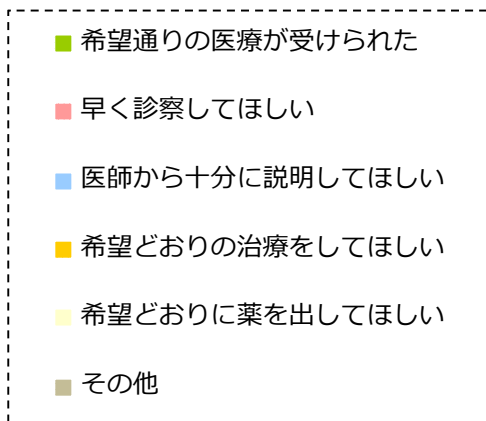 希望通りの医療が受けられた
早く診察してほしい
医師から十分に説明してほしい
希望どおりの治療をしてほしい
希望どおりに薬を出してほしい
その他